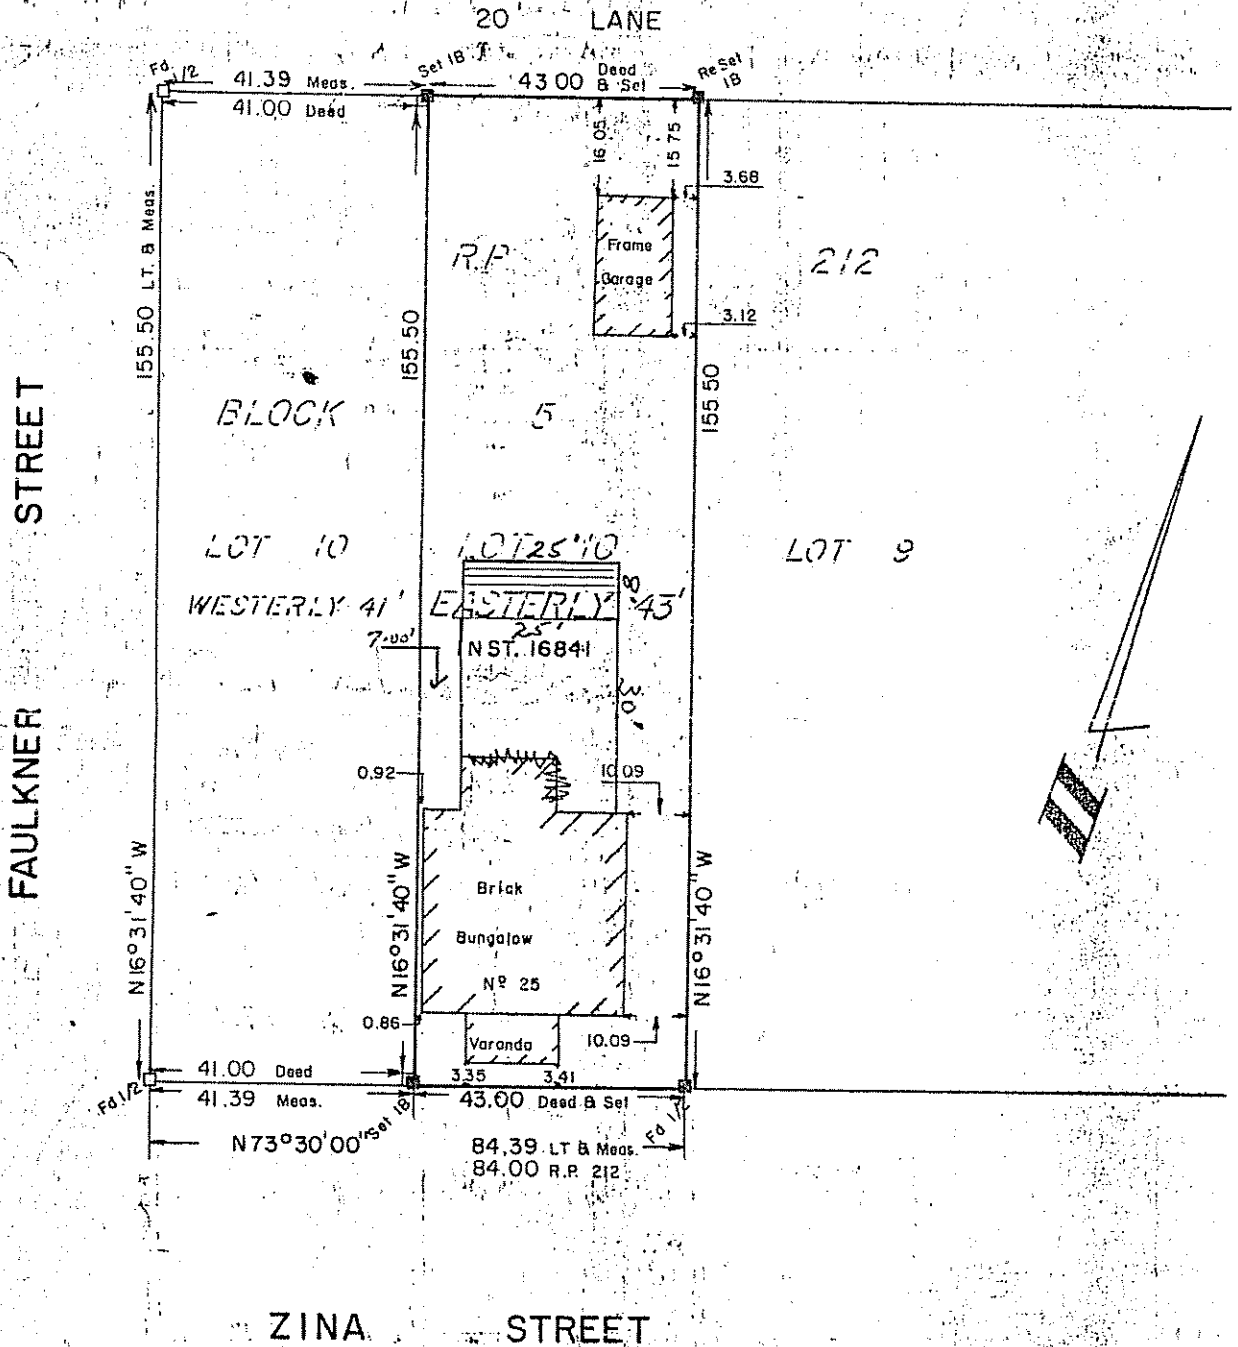 20' LANE
Fd. 1/2
41.39 Meas.
41.00 Deed
Set IB
43.00 Deed & Set
ReSet IB
16.05
15.75
3.68
3.12
Frame
Garage
R.P. 212
155.50 LT. & Meas.
155.50
155.50
BLOCK 5
FAULKNER STREET
LOT 10
WESTERLY 41'
LOT 10
EASTERLY 43'
25'
8'
25'
INST. 16841
30'
LOT 9
7.00'
0.92
10.09
Brick
Bungalow
Nº 25
N16°31'40"W
N16°31'40"W
N16°31'40"W
0.86
Varanda
10.09
3.35
3.41
41.00 Deed
41.39 Meas.
43.00 Deed & Set
Fd. 1/2
Set IB
Fd 1/2
N73°30'00"
84.39 LT & Meas.
84.00 R.P. 212
ZINA STREET